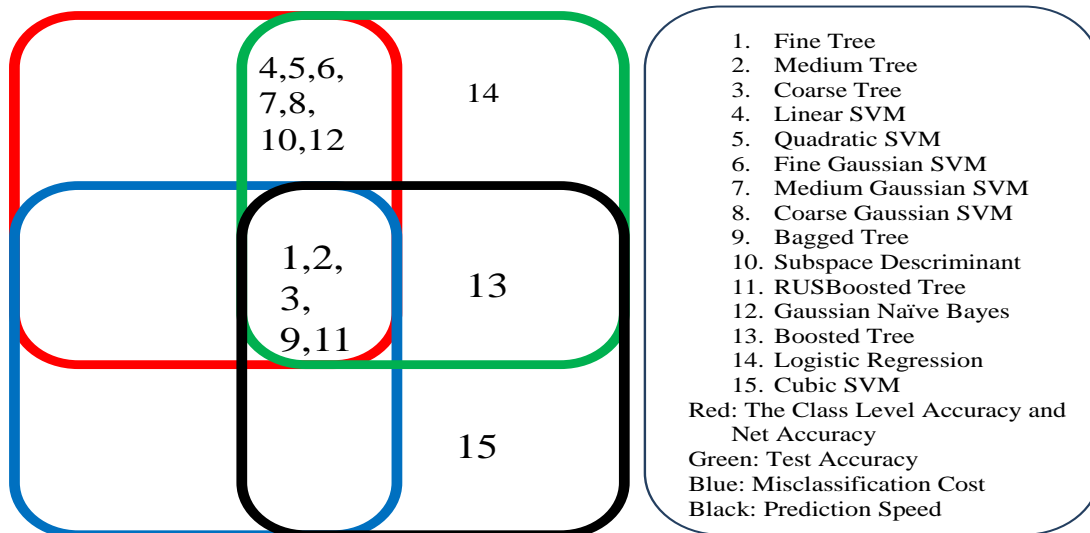 4,5,6,
7,8,
10,12
14
1,2,
3,
9,11
13
15
1. Fine Tree
2. Medium Tree
3. Coarse Tree
4. Linear SVM
5. Quadratic SVM
6. Fine Gaussian SVM
7. Medium Gaussian SVM
8. Coarse Gaussian SVM
9. Bagged Tree
10. Subspace Descriminant
11. RUSBoosted Tree
12. Gaussian Naïve Bayes
13. Boosted Tree
14. Logistic Regression
15. Cubic SVM
Red: The Class Level Accuracy and
Net Accuracy
Green: Test Accuracy
Blue: Misclassification Cost
Black: Prediction Speed